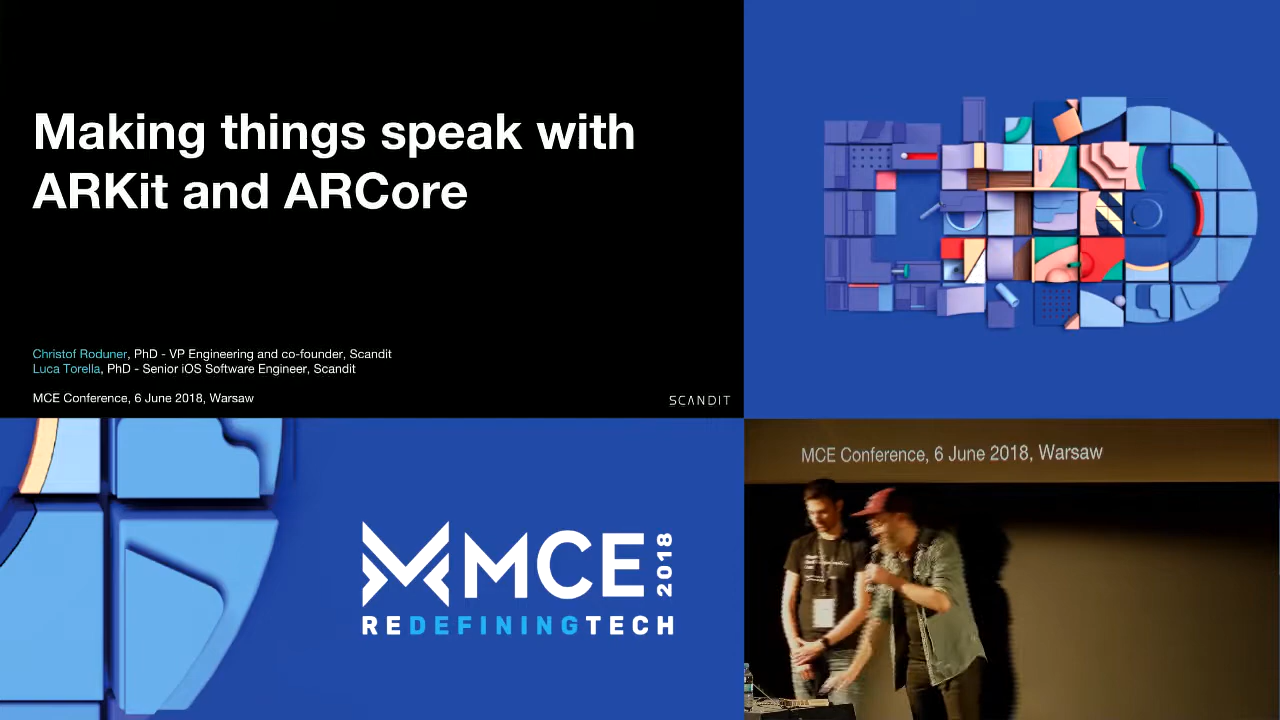 Making things speak with
ARKit and ARCore
Christof Roduner, PhD - VP Engineering and co-founder, Scandit
Luca Torella, PhD - Senior iOS Software Engineer, Scandit
MCE Conference, 6 June 2018, Warsaw
SCANDIT
MCE 2018
REDEFININGTECH
MCE Conference, 6 June 2018, Warsaw